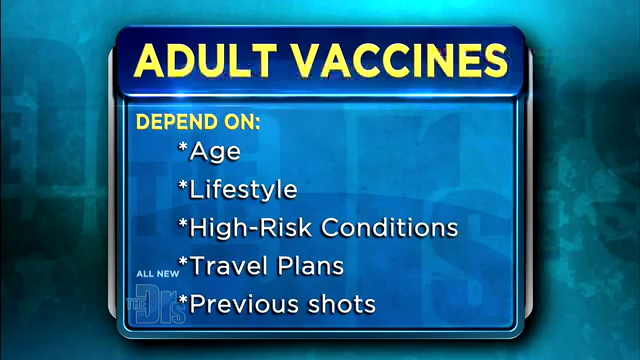 ADULT VACCINES
DEPEND ON:
*Age
*Lifestyle
*High-Risk Conditions
*Travel Plans
*Previous shots
ALL NEW
THE Drs